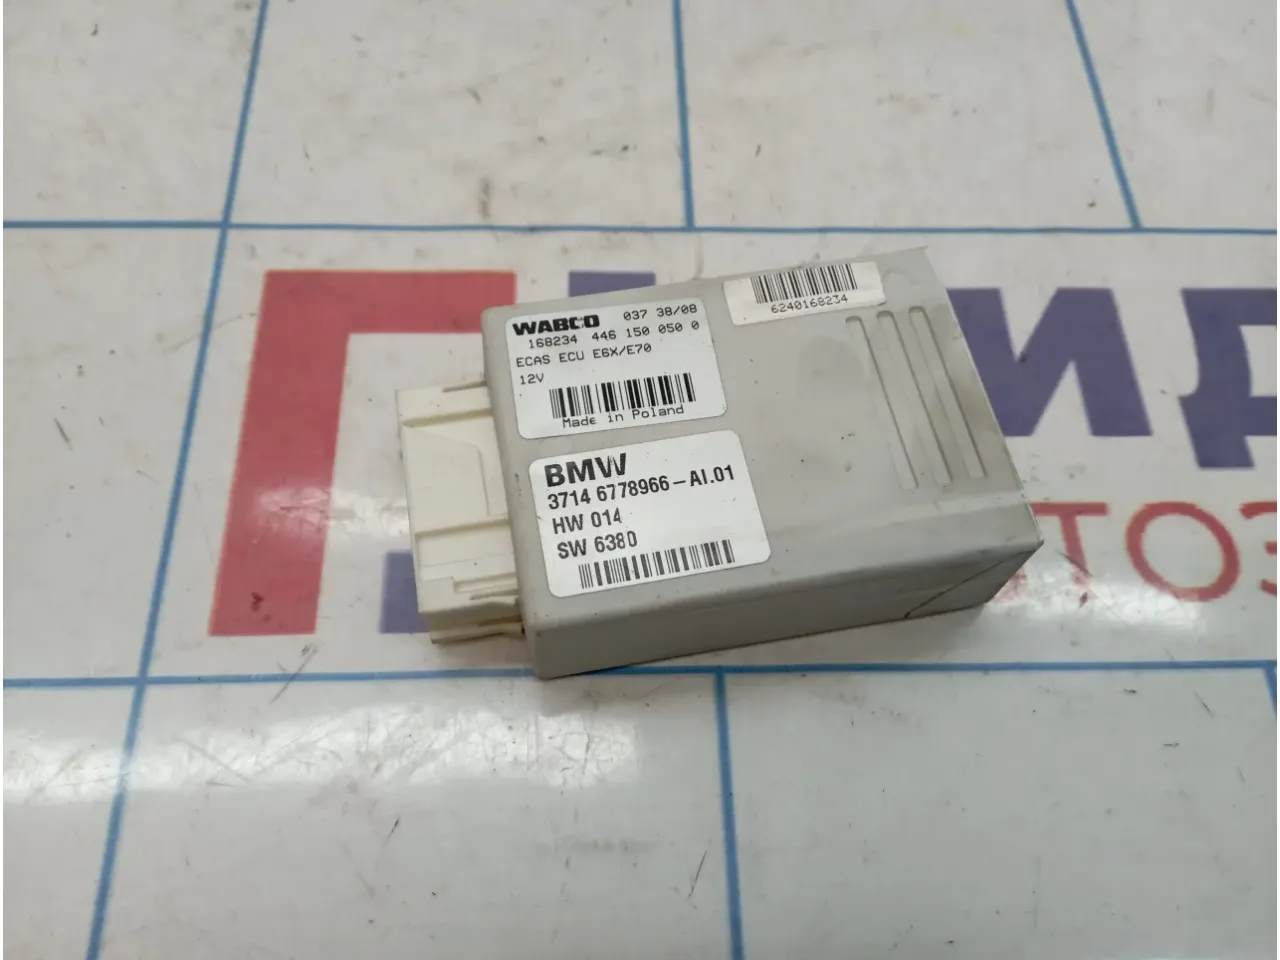 WABCO 037 38/08
168234 446 150 050 0
ECAS ECU E6X/E70
12V
Made in Poland
6240168234
BMW
3714 6778966-AI.01
HW 014
SW 6380